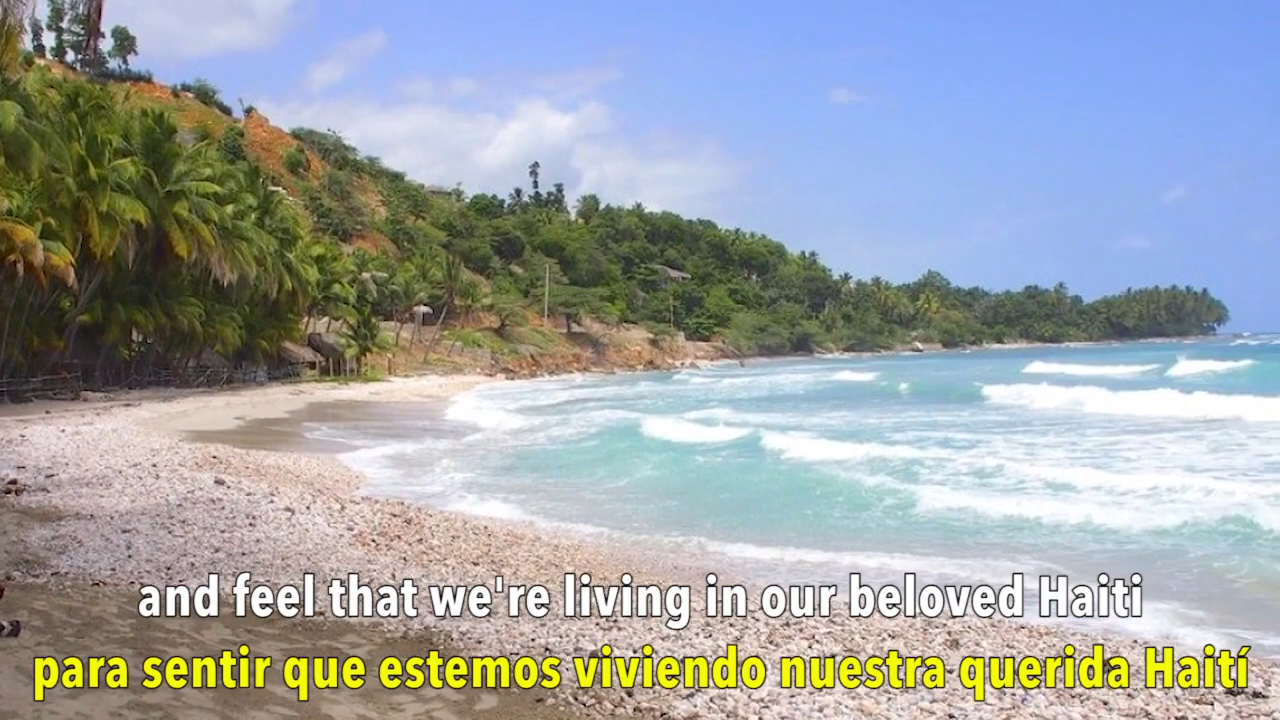 and feel that we're living in our beloved Haiti
para sentir que estemos viviendo nuestra querida Haití